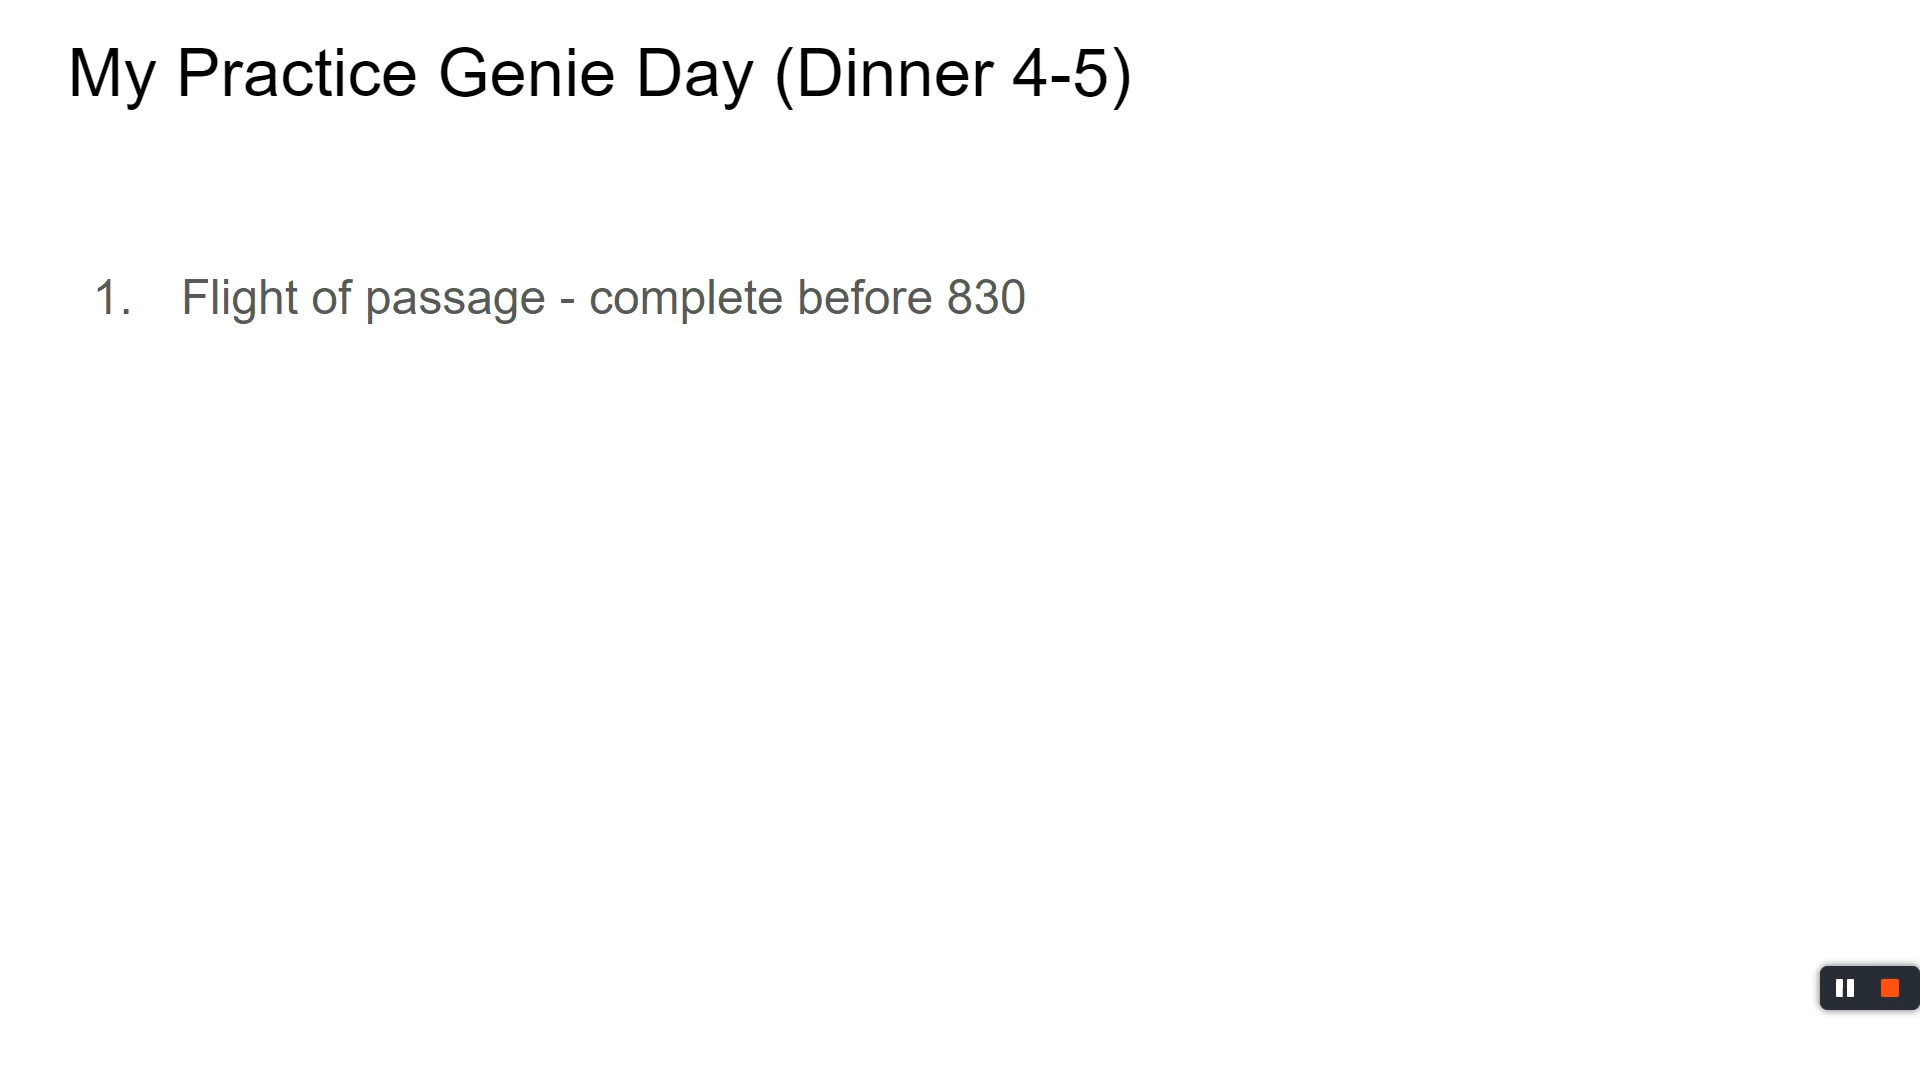 My Practice Genie Day (Dinner 4-5)
1. Flight of passage - complete before 830